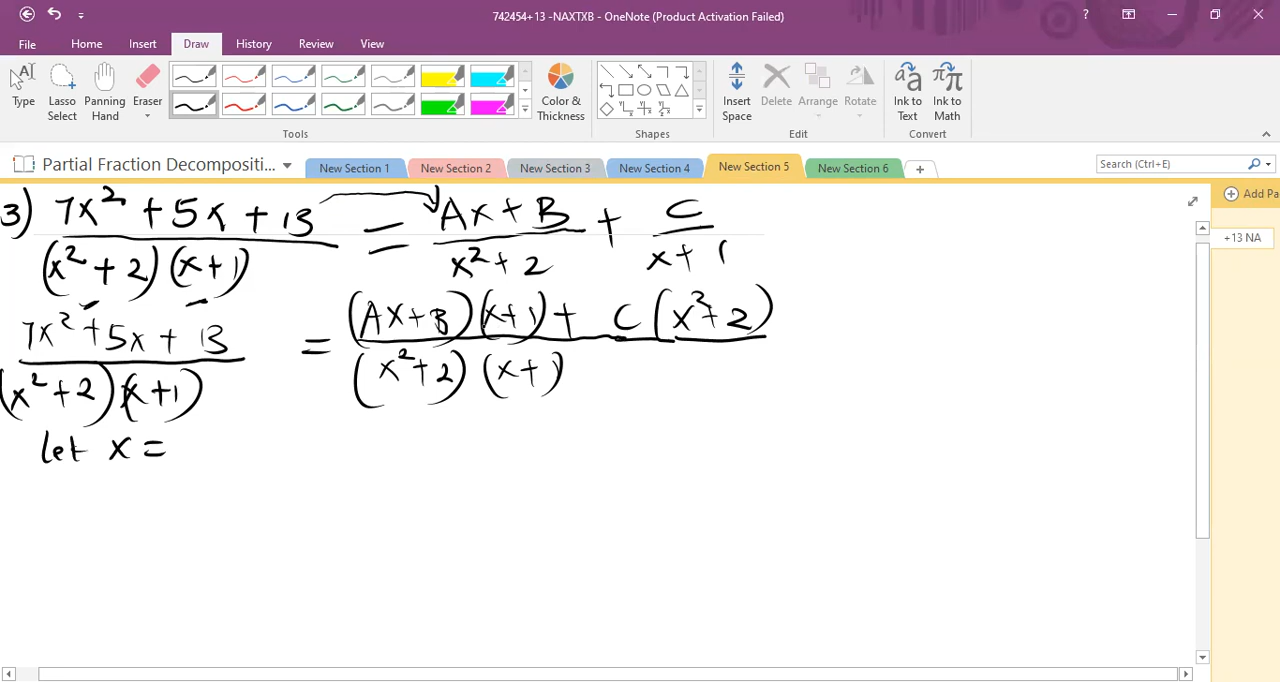 742454+13 -NAXTXB - OneNote (Product Activation Failed)
File Home Insert Draw History Review View
Type Lasso Select Panning Hand Eraser Color & Thickness Insert Space Delete Arrange Rotate Ink to Text Ink to Math
Tools Shapes Edit Convert
Partial Fraction Decompositi... New Section 1 New Section 2 New Section 3 New Section 4 New Section 5 New Section 6 Search (Ctrl+E)
Add Pa
+13 NA
3) (7x² + 5x + 13)/((x² + 2)(x+1)) = (Ax + B)/(x² + 2) + C/(x + 1)
(7x² + 5x + 13)/((x² + 2)(x+1)) = ((Ax+B)(x+1) + C(x²+2))/((x²+2)(x+1)
let x =